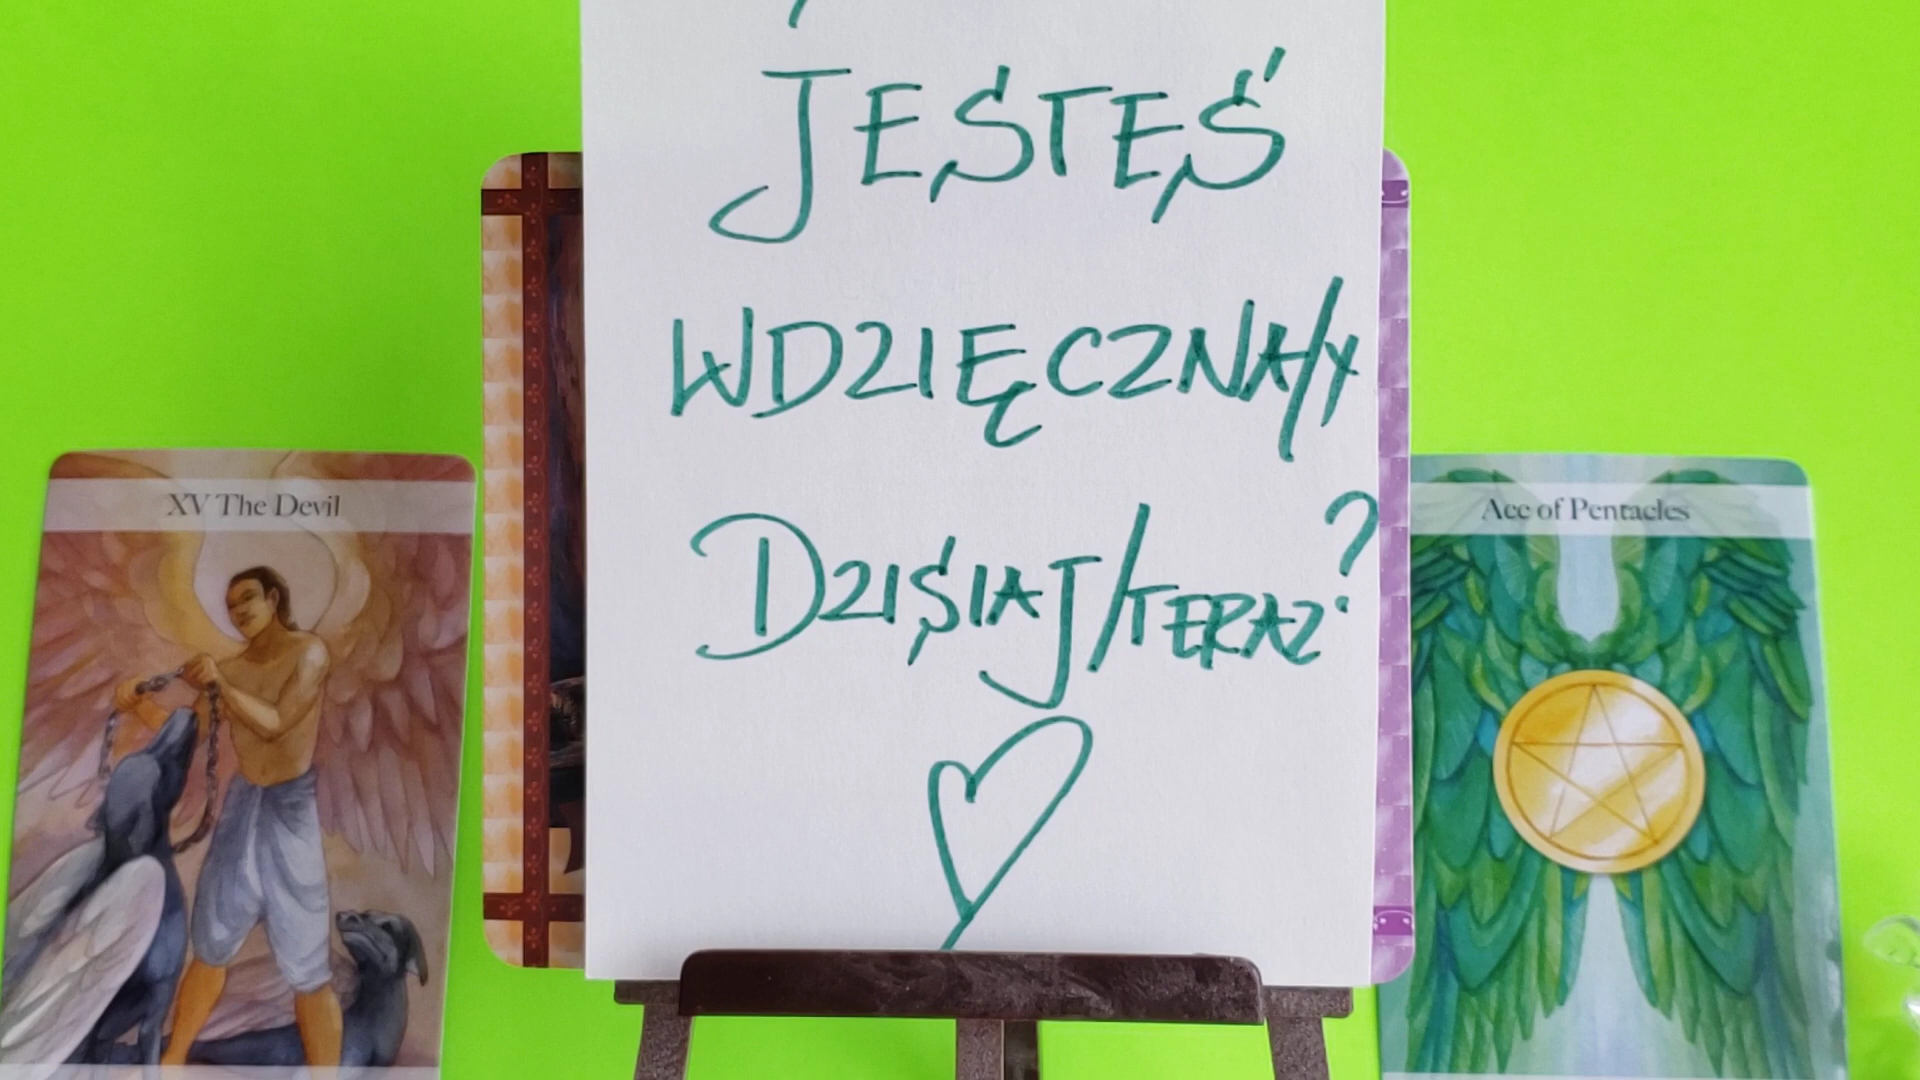 JESTEŚ
WDZIĘCZNA/Y
DZISIAJ/TERAZ?
XV The Devil
Ace of Pentacles